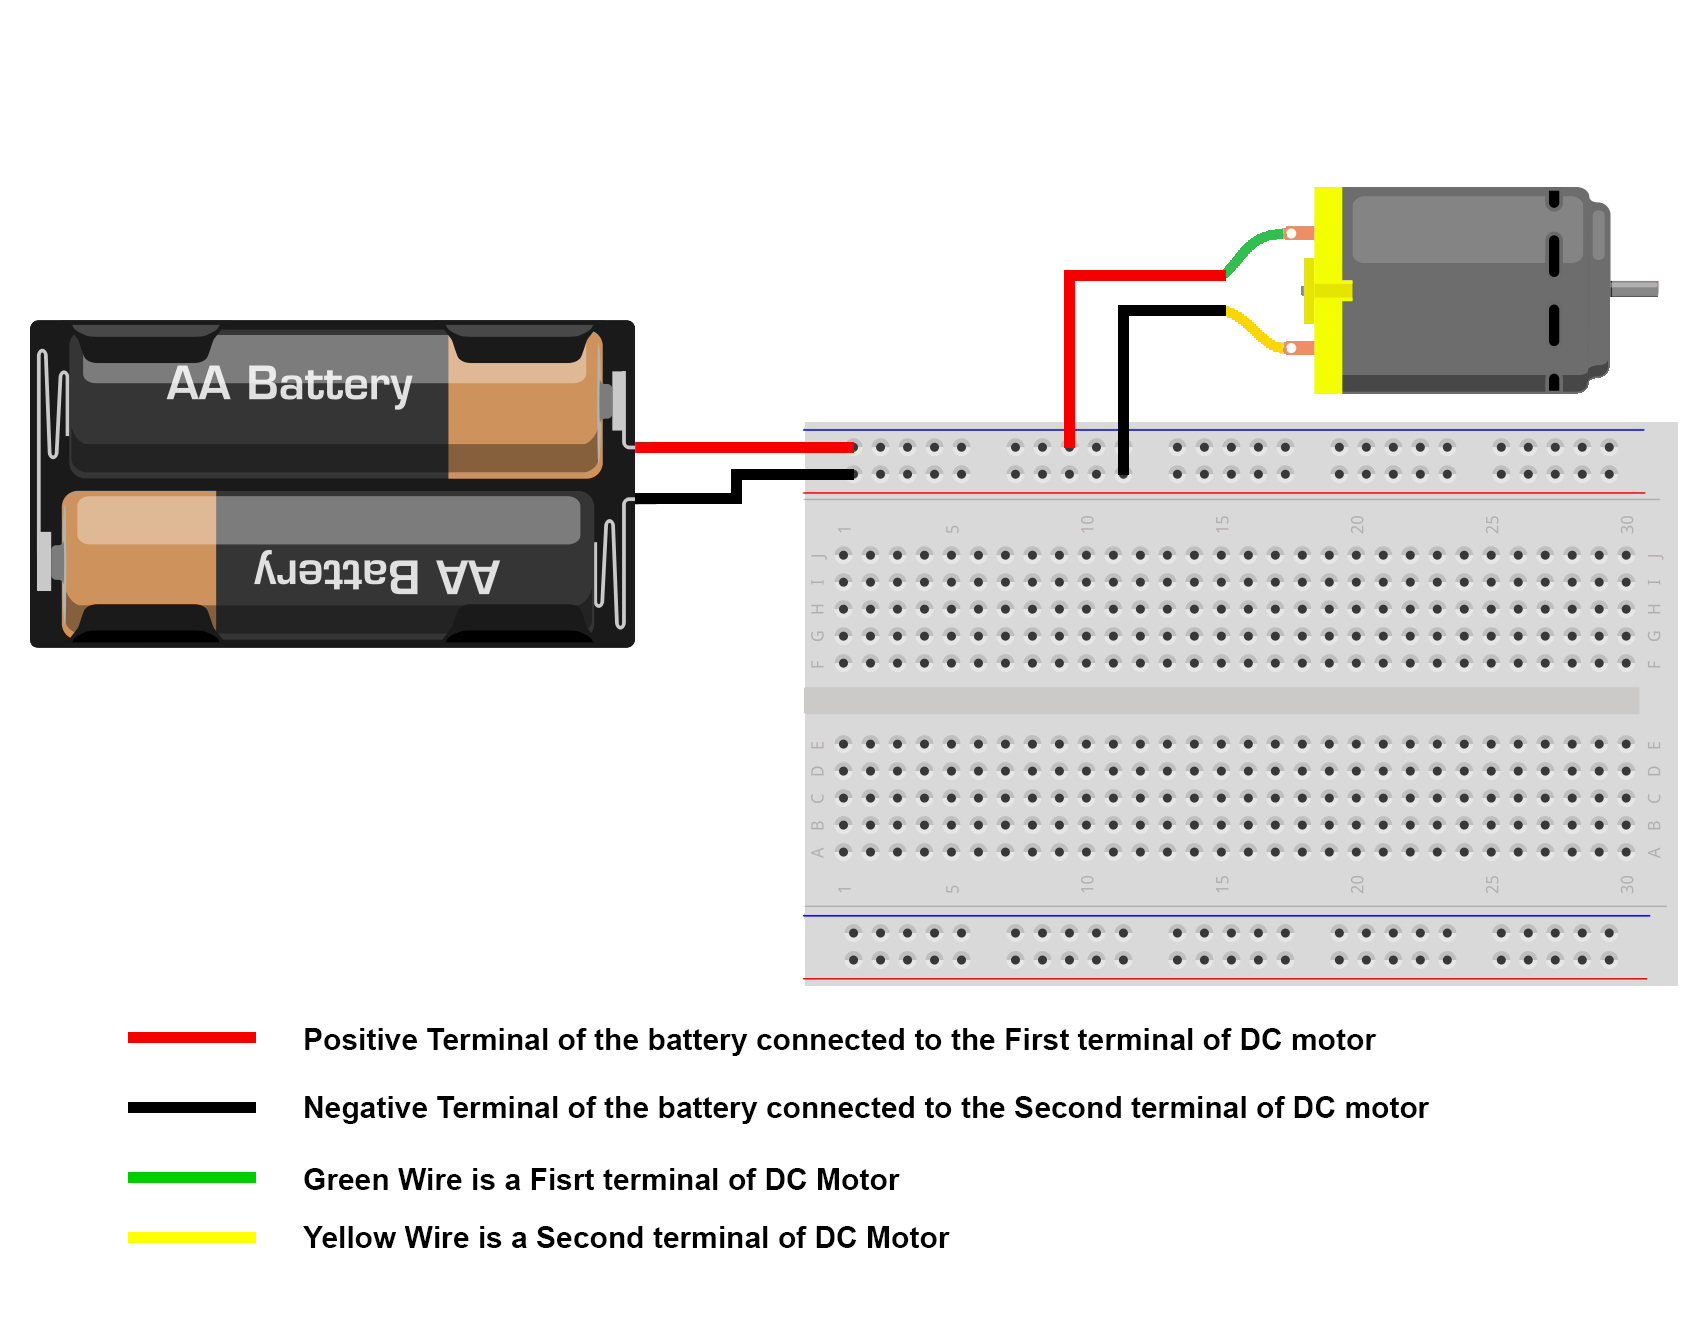 AA Battery
AA Battery
1 5 10 15 20 25 30
J J
I I
H H
G G
F F
E E
D D
C C
B B
A A
1 5 10 15 20 25 30
Positive Terminal of the battery connected to the First terminal of DC motor
Negative Terminal of the battery connected to the Second terminal of DC motor
Green Wire is a Fisrt terminal of DC Motor
Yellow Wire is a Second terminal of DC Motor